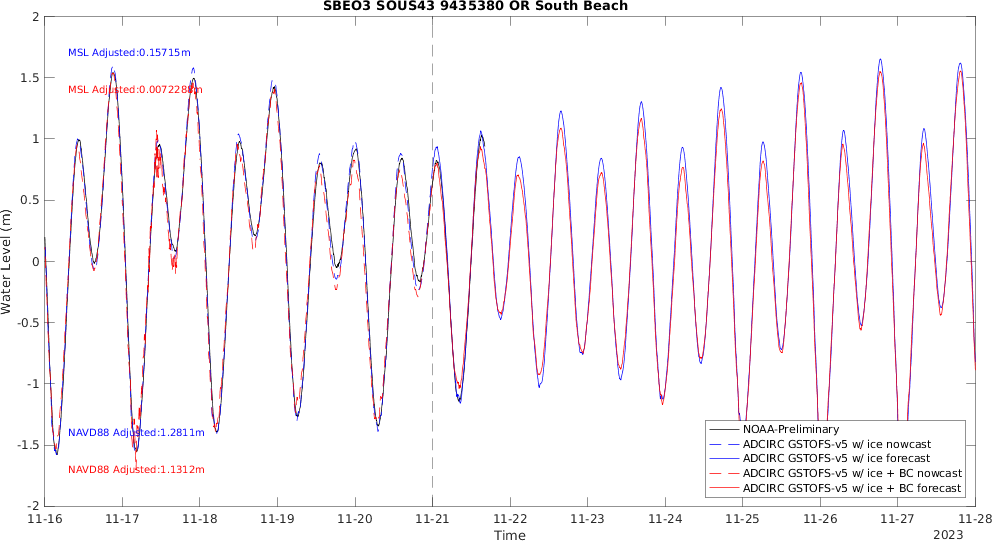 SBEO3 SOUS43 9435380 OR South Beach
2
1.5
1
0.5
0
-0.5
-1
-1.5
-2
Water Level (m)
MSL Adjusted:0.15715m
MSL Adjusted:0.0072288m
NAVD88 Adjusted:1.2811m
NAVD88 Adjusted:1.1312m
NOAA-Preliminary
ADCIRC GSTOFS-v5 w/ ice nowcast
ADCIRC GSTOFS-v5 w/ ice forecast
ADCIRC GSTOFS-v5 w/ ice + BC nowcast
ADCIRC GSTOFS-v5 w/ ice + BC forecast
11-16 11-17 11-18 11-19 11-20 11-21 11-22 11-23 11-24 11-25 11-26 11-27 11-28
Time
2023